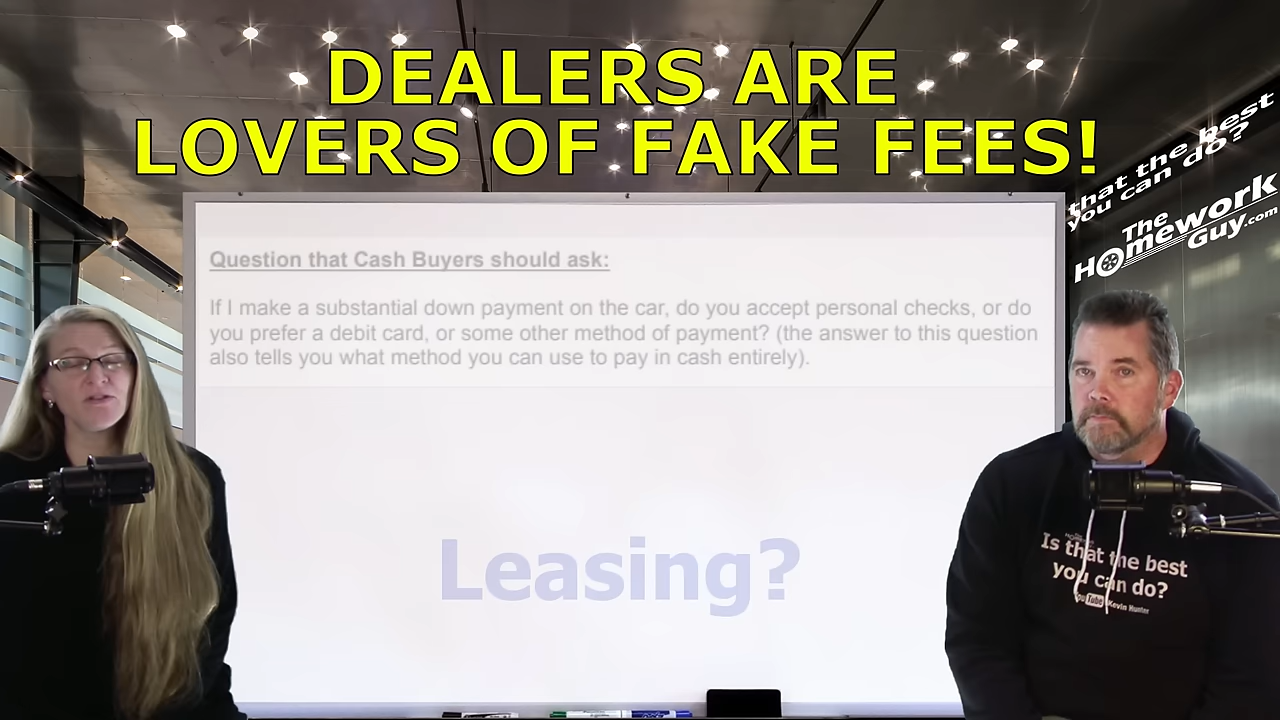 DEALERS ARE
LOVERS OF FAKE FEES!
that the best
you can do?
The
Homework
Guy.com
Question that Cash Buyers should ask:
If I make a substantial down payment on the car, do you accept personal checks, or do
you prefer a debit card, or some other method of payment? (the answer to this question
also tells you what method you can use to pay in cash entirely).
Leasing?
Is that the best
you can do?
YouTube Kevin Hunter